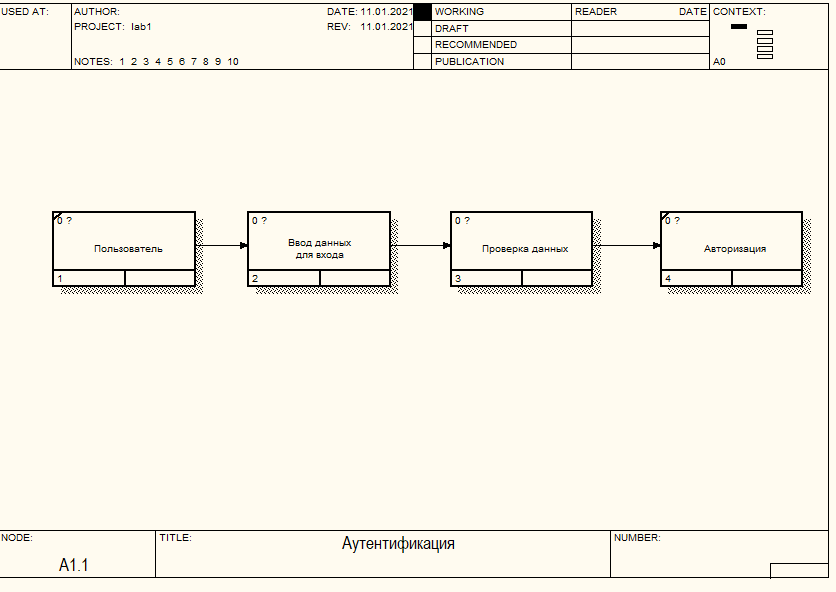 USED AT:
AUTHOR:
DATE: 11.01.2021
PROJECT: lab1
REV: 11.01.2021
NOTES: 1 2 3 4 5 6 7 8 9 10
WORKING
DRAFT
RECOMMENDED
PUBLICATION
READER
DATE
CONTEXT:
A0
0 ?
Пользователь
1
0 ?
Ввод данных
для входа
2
0 ?
Проверка данных
3
0 ?
Авторизация
4
NODE:
A1.1
TITLE:
Аутентификация
NUMBER: